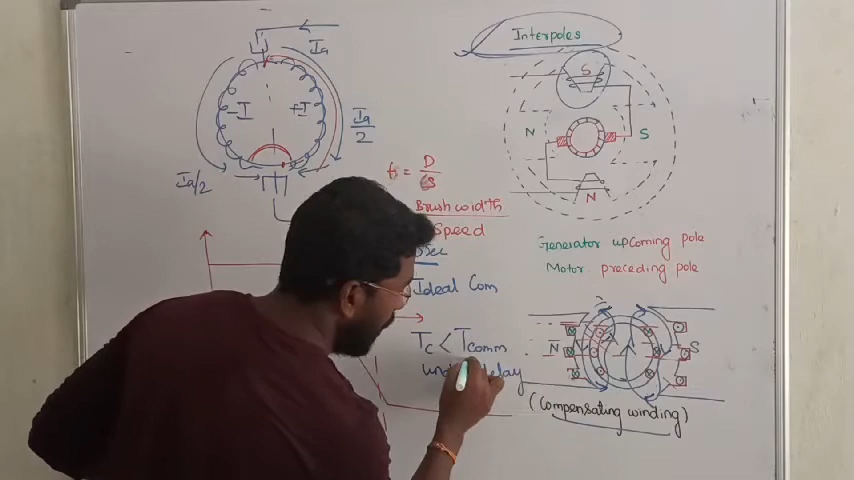 Ia
-I
+I
Ia/2
Ia/2
t = D/S
Brush width
Speed
sec
Ideal Com
Tc < Tcomm
Interpoles
S
N
S
N
Generator upcoming pole
Motor preceding pole
N
S
(Compensating winding)